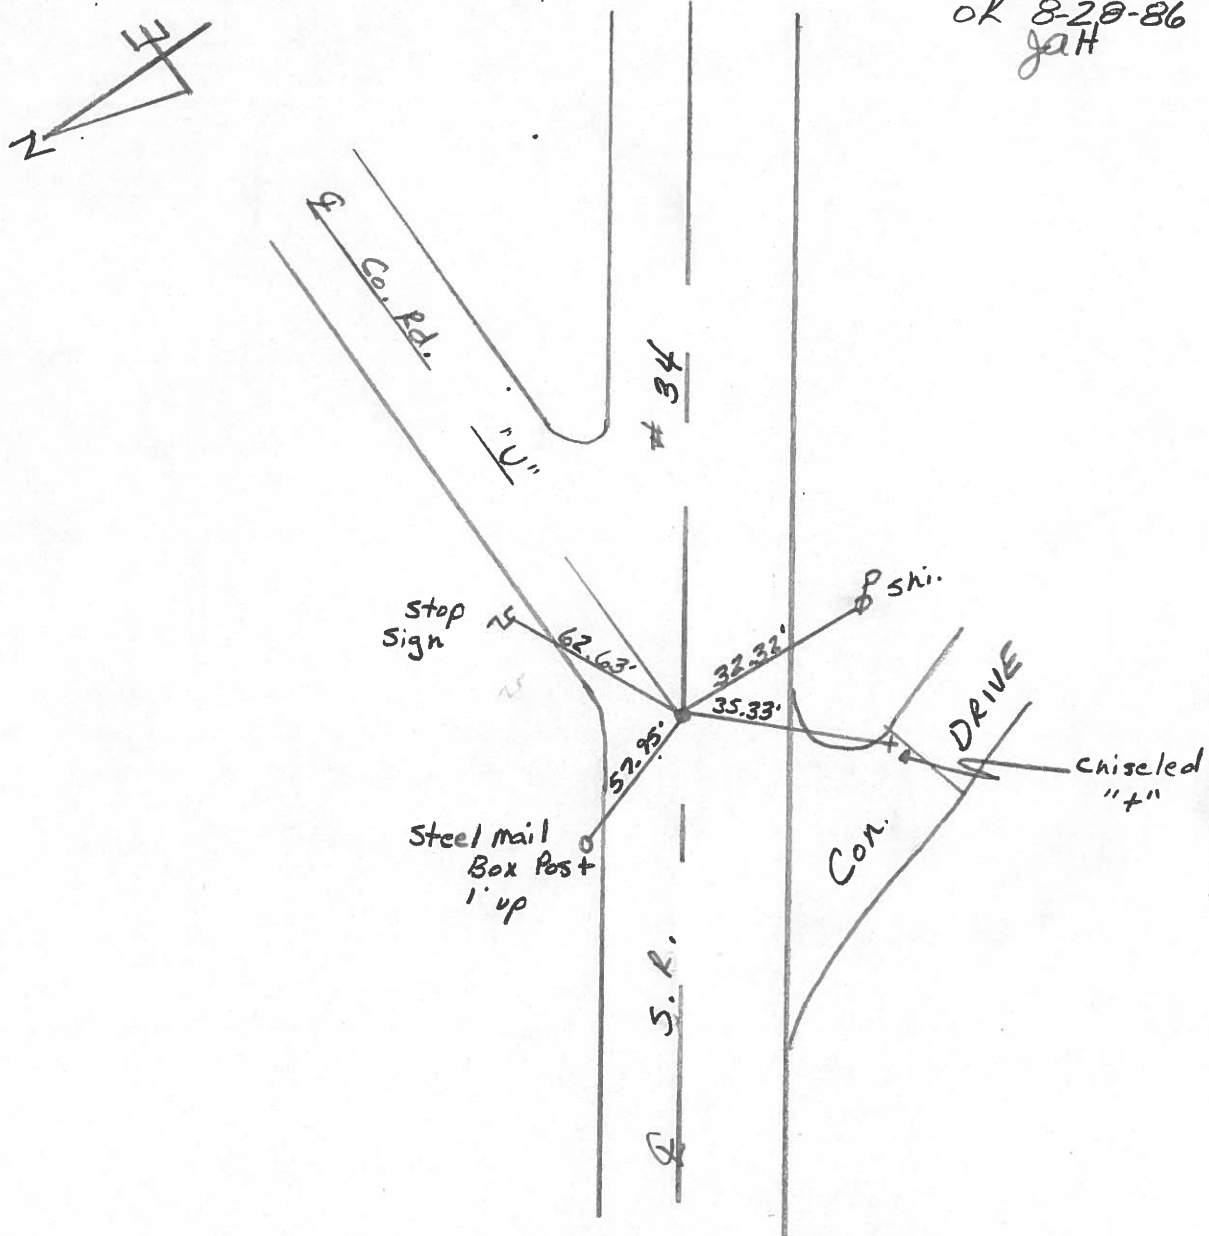 OK 8-28-86
JAH
E
N
℄
Co. Rd.
"U"
# 34
Stop
Sign
62.63'
32.32'
35.33'
57.95'
DRIVE
Con.
chiseled
"+"
Steel mail
Box Post
1' up
S. R.
℄